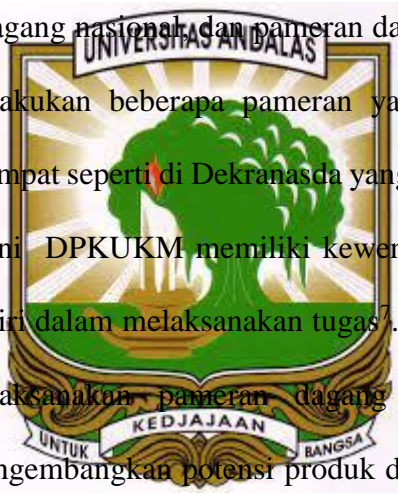 agang nasional, dan pameran da
UNIVERSITAS ANDALAS
akukan beberapa pameran ya
mpat seperti di Dekranasda yang
ni DPKUKM memiliki kewen
iri dalam melaksanakan tugas⁷.
aksanakan pameran dagang
KEDJAJAAN
UNTUK BANGSA
ngembangkan potensi produk d